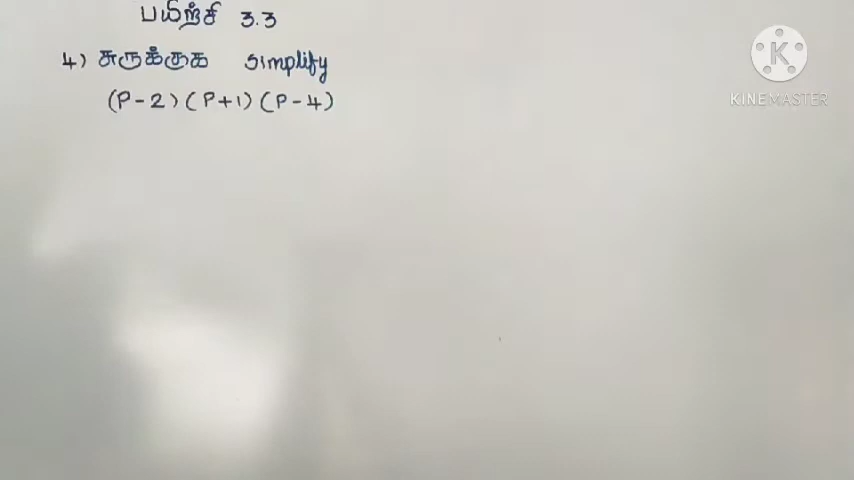 பயிற்சி 3.3
4) சுருக்குக simplify
(P-2)(P+1)(P-4)
K
KINEMASTER